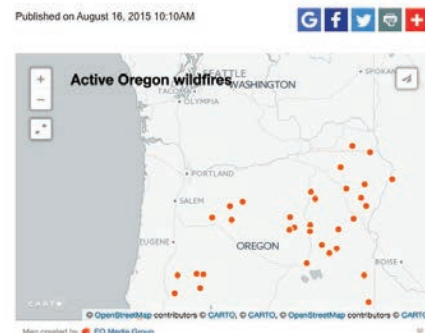 Published on August 16, 2015 10:10AM
G f +
+
−
Active Oregon wildfires
SEATTLE
WASHINGTON
TACOMA
SPOKAN
OLYMPIA
PORTLAND
SALEM
EUGENE
OREGON
BOISE
CARTO
© OpenStreetMap contributors © CARTO, © CARTO, © OpenStreetMap contributors © CARTO
Map created by EO Media Group